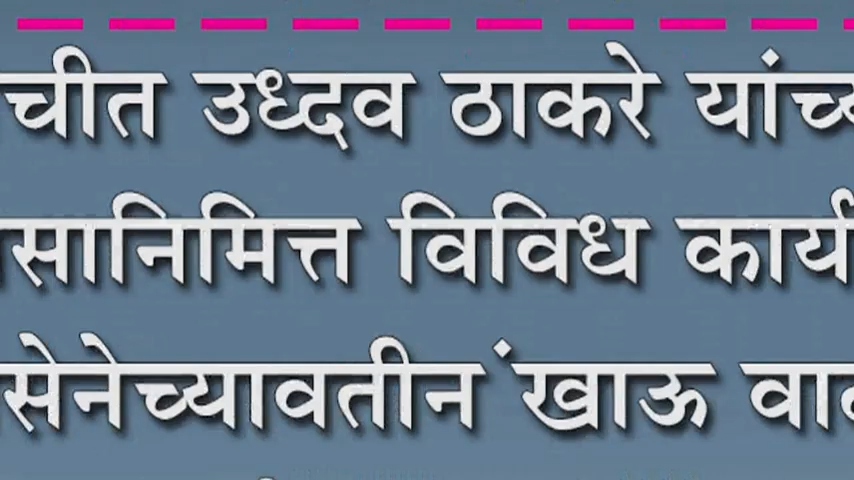 चीत उध्दव ठाकरे यांच्य
सानिमित्त विविध कार्य
सेनेच्यावतीन ंखाऊ वाट